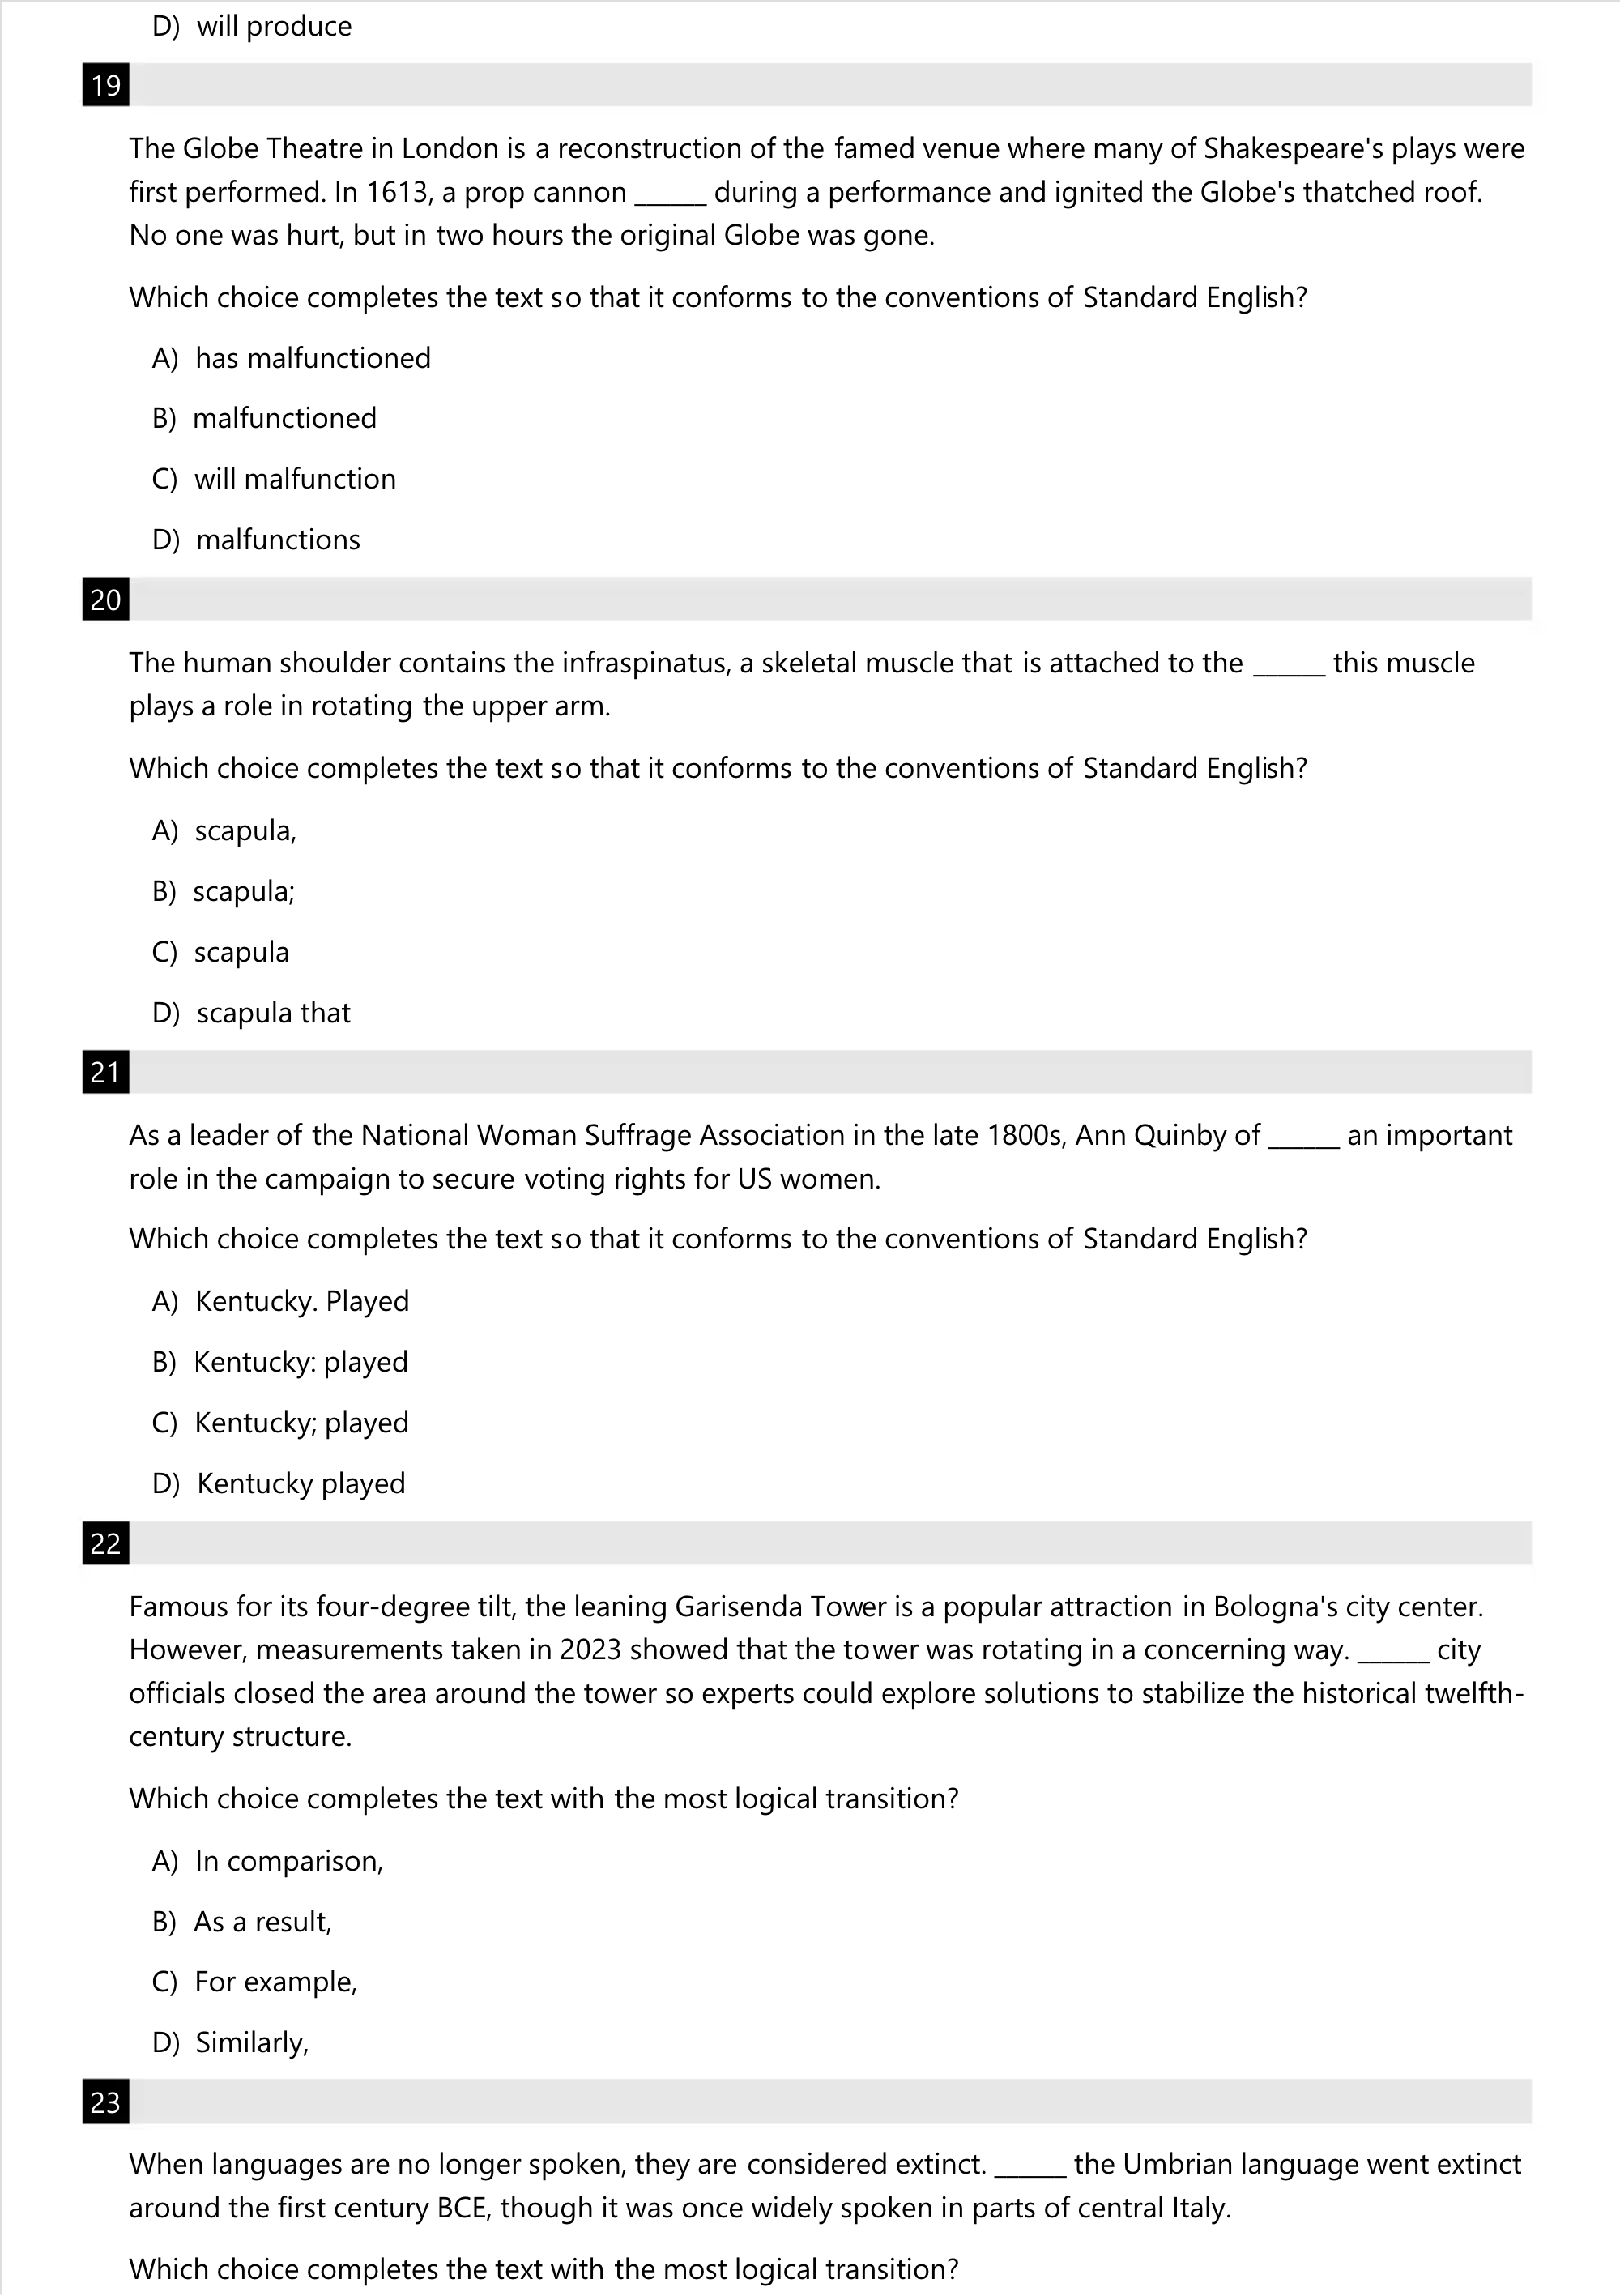 D) will produce
19
The Globe Theatre in London is a reconstruction of the famed venue where many of Shakespeare's plays were
first performed. In 1613, a prop cannon ______ during a performance and ignited the Globe's thatched roof.
No one was hurt, but in two hours the original Globe was gone.
Which choice completes the text so that it conforms to the conventions of Standard English?
A) has malfunctioned
B) malfunctioned
C) will malfunction
D) malfunctions
20
The human shoulder contains the infraspinatus, a skeletal muscle that is attached to the ______ this muscle
plays a role in rotating the upper arm.
Which choice completes the text so that it conforms to the conventions of Standard English?
A) scapula,
B) scapula;
C) scapula
D) scapula that
21
As a leader of the National Woman Suffrage Association in the late 1800s, Ann Quinby of ______ an important
role in the campaign to secure voting rights for US women.
Which choice completes the text so that it conforms to the conventions of Standard English?
A) Kentucky. Played
B) Kentucky: played
C) Kentucky; played
D) Kentucky played
22
Famous for its four-degree tilt, the leaning Garisenda Tower is a popular attraction in Bologna's city center.
However, measurements taken in 2023 showed that the tower was rotating in a concerning way. ______ city
officials closed the area around the tower so experts could explore solutions to stabilize the historical twelfth-
century structure.
Which choice completes the text with the most logical transition?
A) In comparison,
B) As a result,
C) For example,
D) Similarly,
23
When languages are no longer spoken, they are considered extinct. ______ the Umbrian language went extinct
around the first century BCE, though it was once widely spoken in parts of central Italy.
Which choice completes the text with the most logical transition?